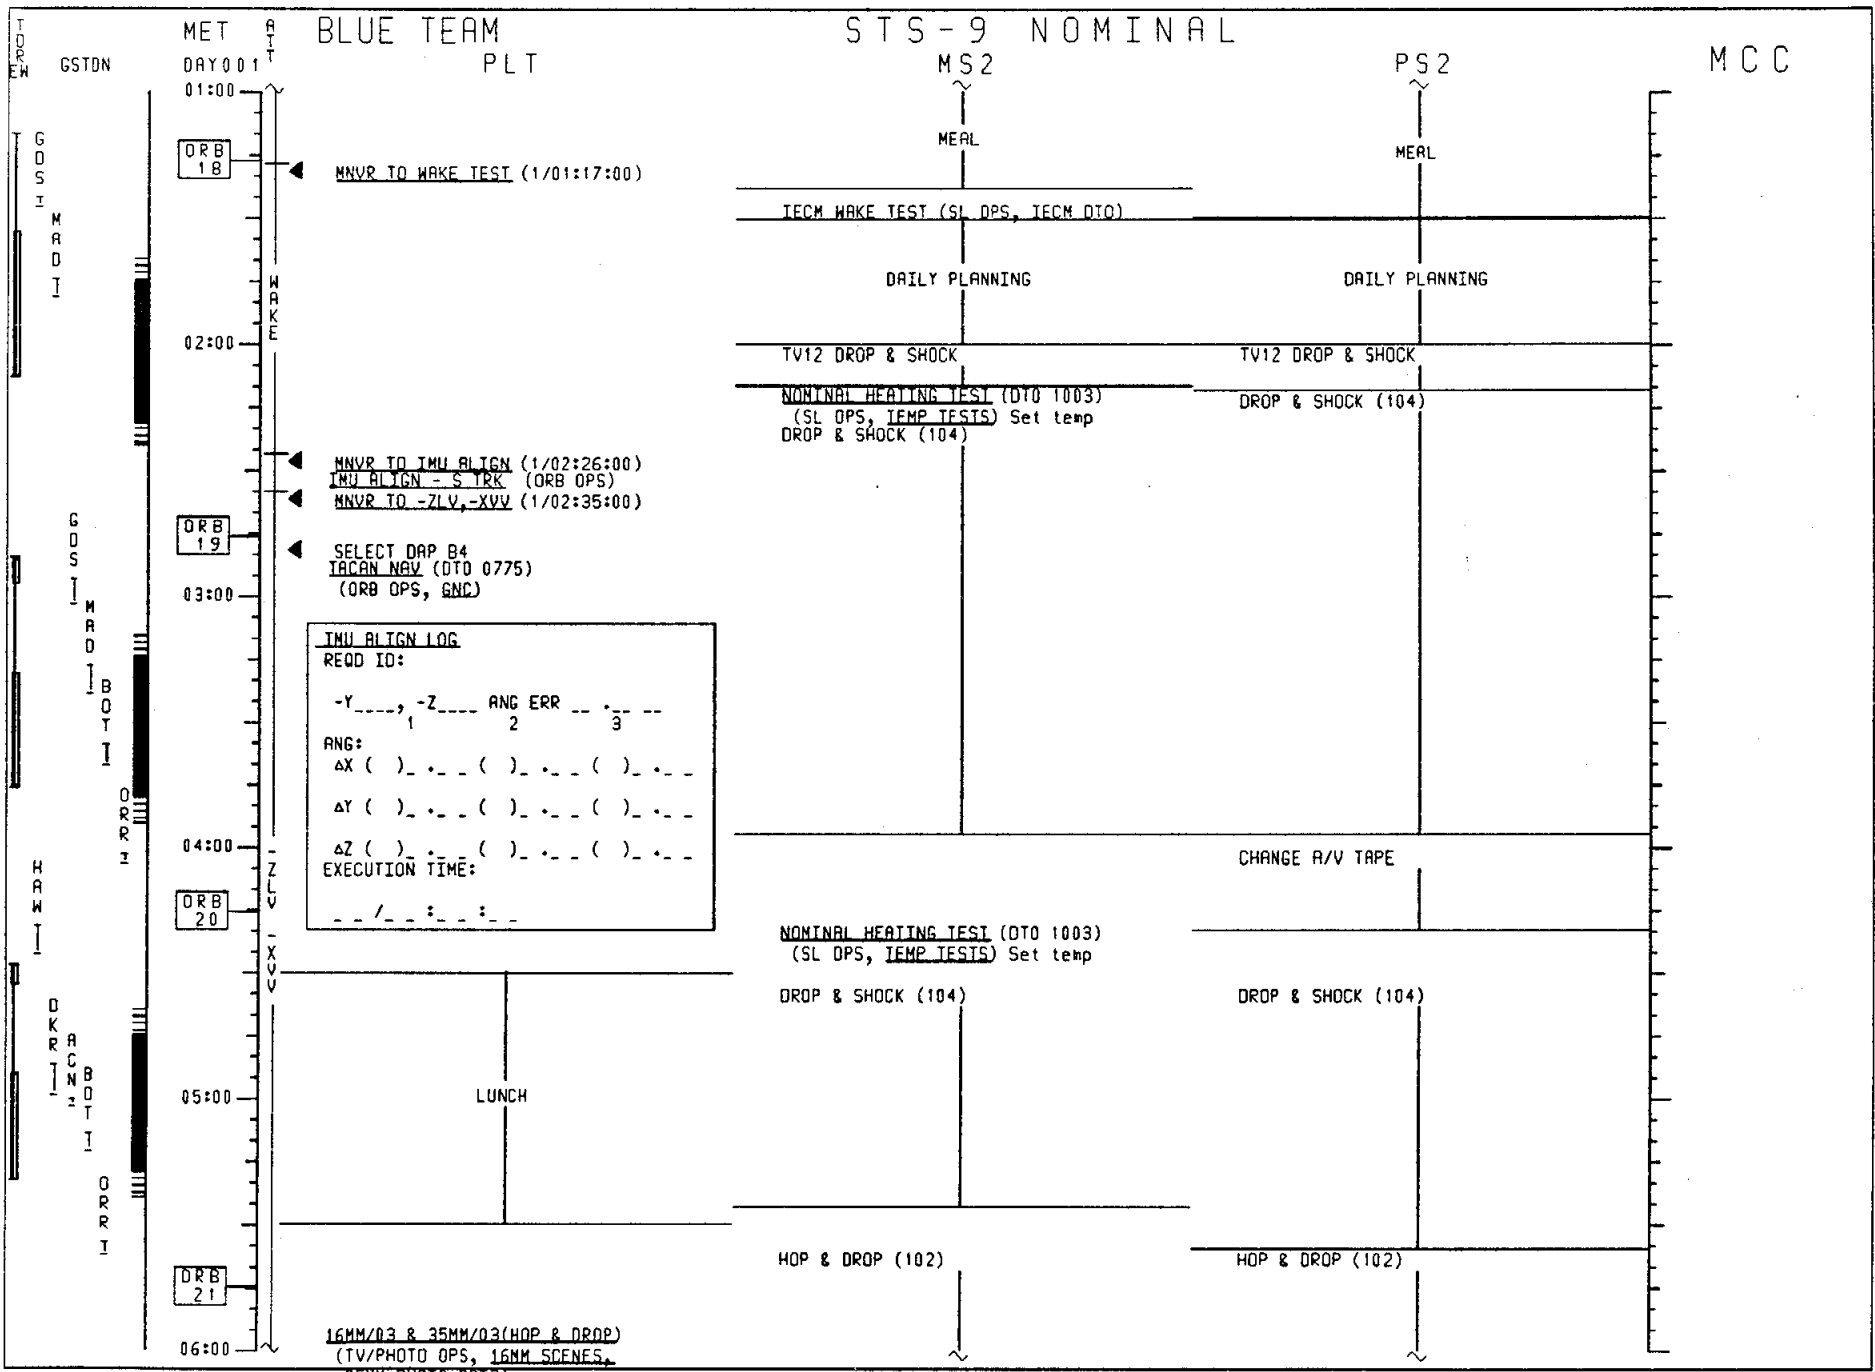 TDRS
EW
GSTDN
MET
DAY001
ATT
BLUE TEAM
PLT
STS-9 NOMINAL
MS2
PS2
MCC
01:00
ORB
18
02:00
ORB
19
03:00
04:00
ORB
20
05:00
ORB
21
06:00
GDS
MAD
GDS
MAD
BOT
ORR
HAW
DKR
ACN
BOT
ORR
WAKE
-ZLV
-XVV
MNVR TO WAKE TEST (1/01:17:00)
MNVR TO IMU ALIGN (1/02:26:00)
IMU ALIGN - S TRK (ORB OPS)
MNVR TO -ZLV,-XVV (1/02:35:00)
SELECT DAP B4
TACAN NAV (DTO 0775)
(ORB OPS, GNC)
IMU ALIGN LOG
REQD ID:
-Y____, -Z____ ANG ERR __ .__ __
1 2 3
ANG:
ΔX ( )_ ._ _ ( )_ ._ _ ( )_ ._ _
ΔY ( )_ ._ _ ( )_ ._ _ ( )_ ._ _
ΔZ ( )_ ._ _ ( )_ ._ _ ( )_ ._ _
EXECUTION TIME:
_ _ /_ _ :_ _ :_ _
LUNCH
16MM/03 & 35MM/03(HOP & DROP)
(TV/PHOTO OPS, 16MM SCENES,
MEAL
IECM WAKE TEST (SL OPS, IECM DTO)
DAILY PLANNING
TV12 DROP & SHOCK
NOMINAL HEATING TEST (DTO 1003)
(SL OPS, TEMP TESTS) Set temp
DROP & SHOCK (104)
NOMINAL HEATING TEST (DTO 1003)
(SL OPS, TEMP TESTS) Set temp
DROP & SHOCK (104)
HOP & DROP (102)
MEAL
DAILY PLANNING
TV12 DROP & SHOCK
DROP & SHOCK (104)
CHANGE A/V TAPE
DROP & SHOCK (104)
HOP & DROP (102)